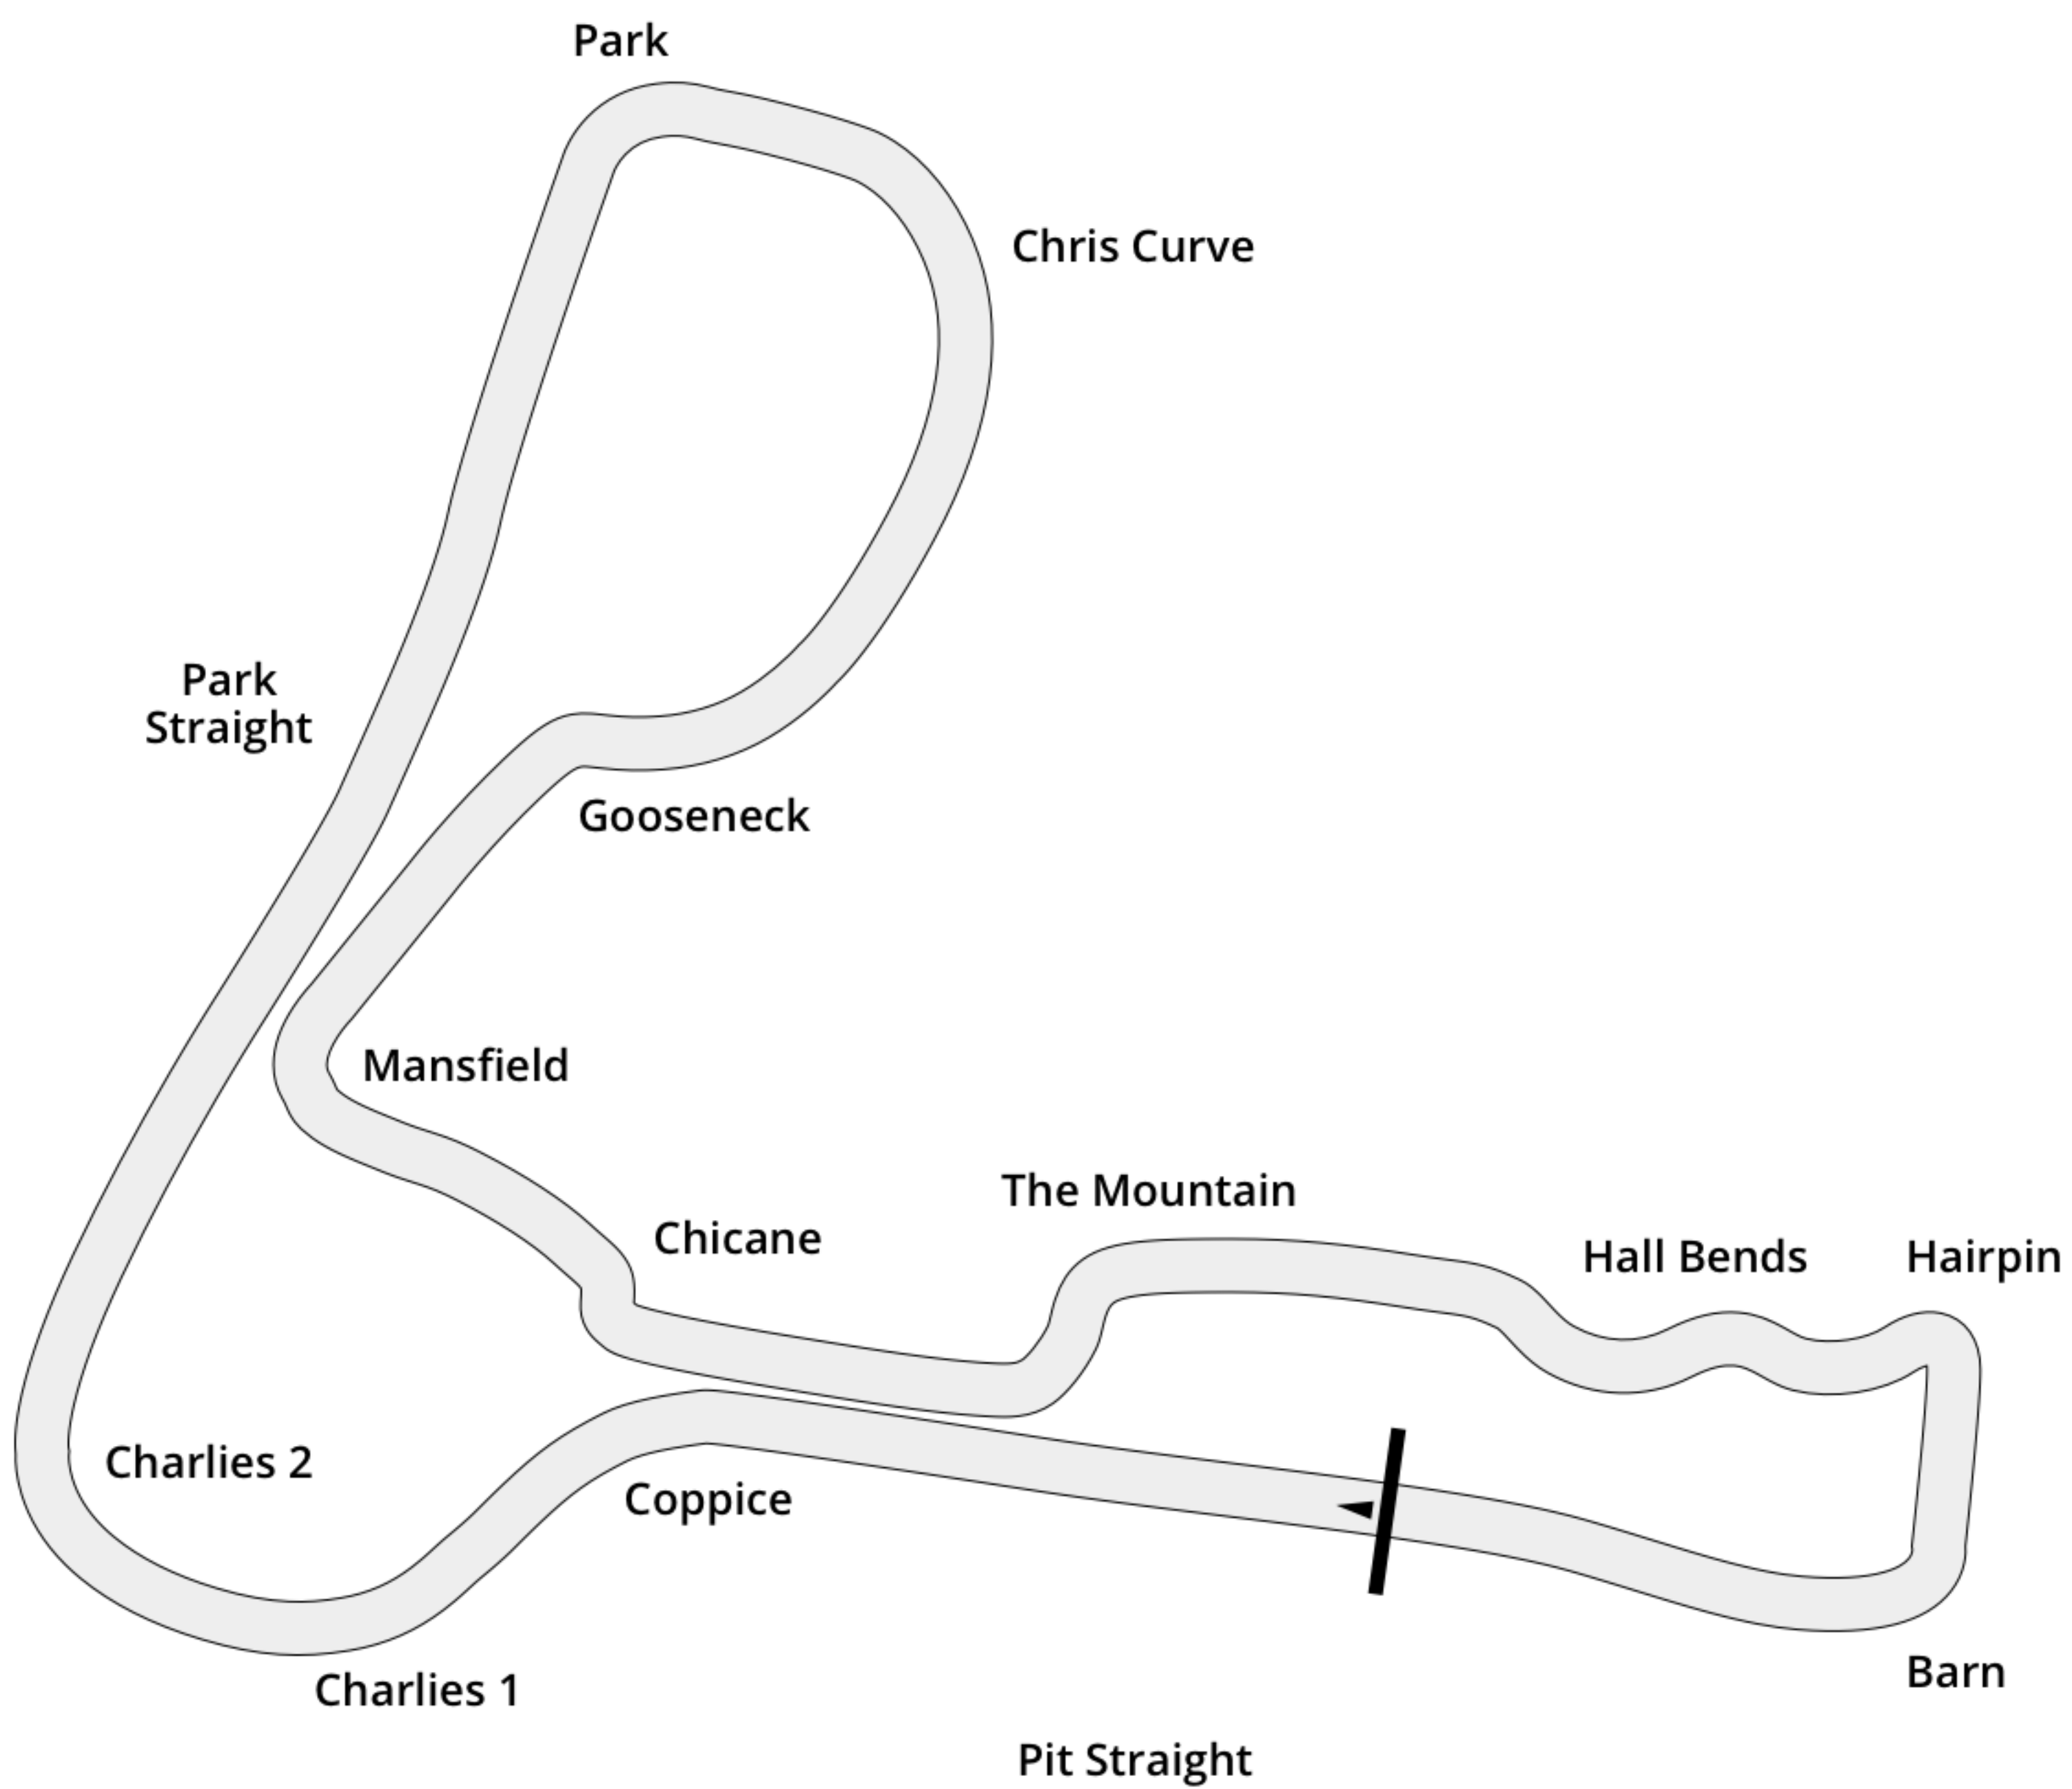 Park
Chris Curve
Park
Straight
Gooseneck
Mansfield
The Mountain
Chicane
Hall Bends
Hairpin
Charlies 2
Coppice
Barn
Charlies 1
Pit Straight